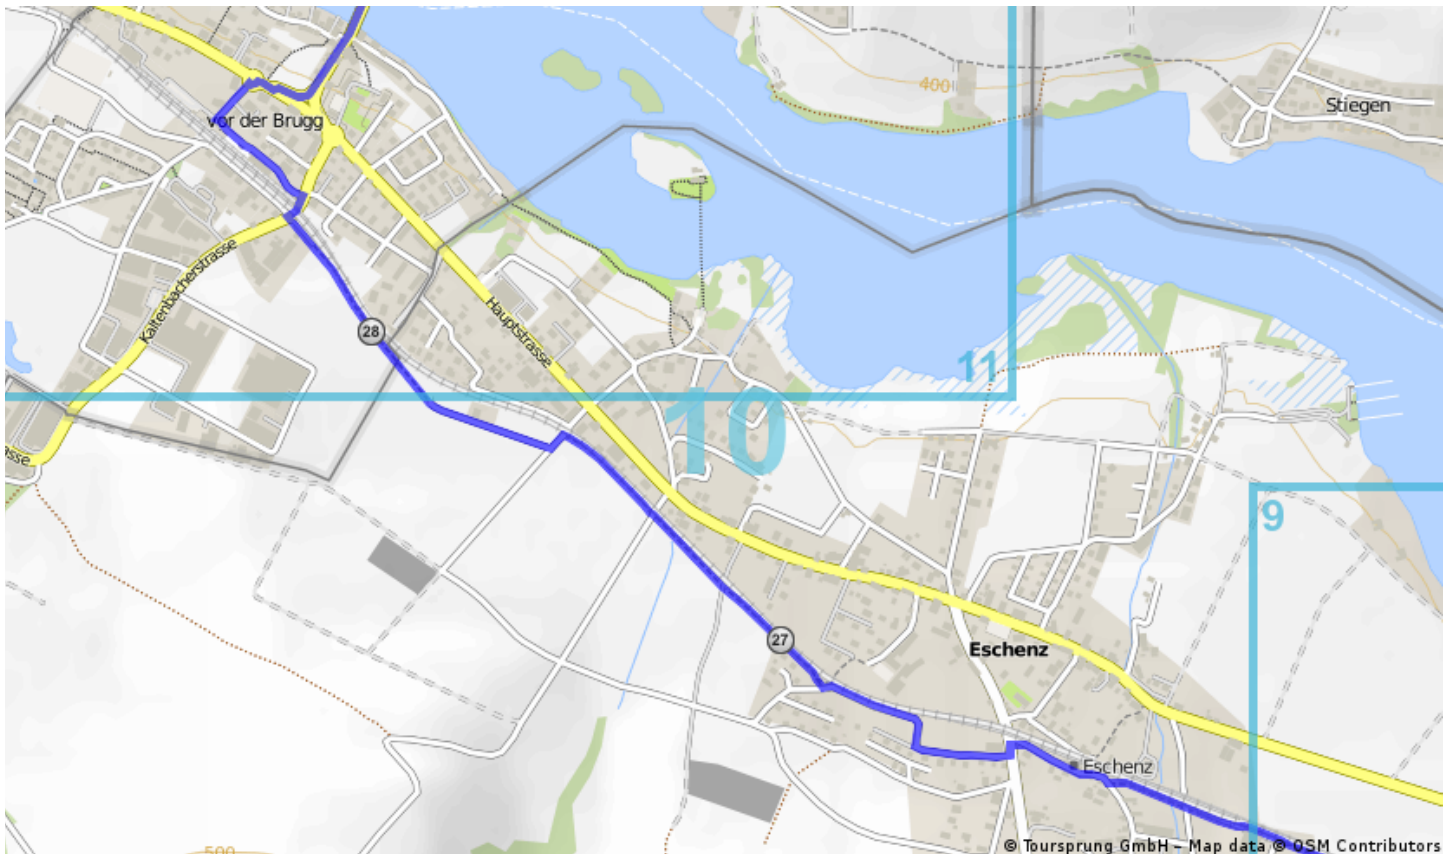 400
Stiegen
vor der Brugg
Kaltenbacherstrasse
28
Hauptstrasse
11
10
asse
9
27
Eschenz
Eschenz
500
© Toursprung GmbH – Map data © OSM Contributors